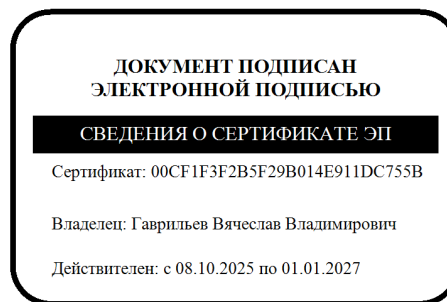 ДОКУМЕНТ ПОДПИСАН
ЭЛЕКТРОННОЙ ПОДПИСЬЮ
СВЕДЕНИЯ О СЕРТИФИКАТЕ ЭП
Сертификат: 00CF1F3F2B5F29B014E911DC755B
Владелец: Гаврильев Вячеслав Владимирович
Действителен: с 08.10.2025 по 01.01.2027